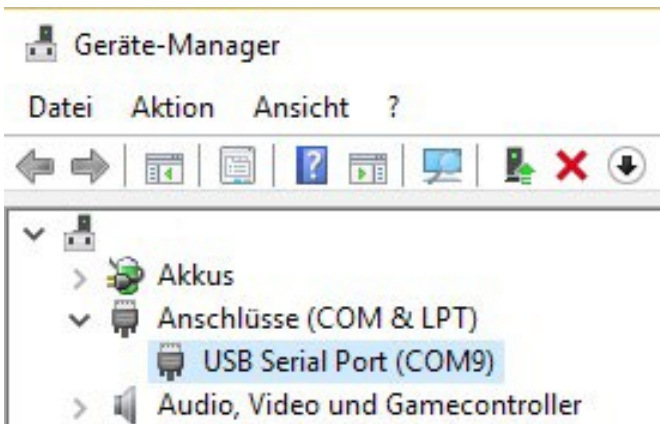 Geräte-Manager
Datei Aktion Ansicht ?
Akkus
Anschlüsse (COM & LPT)
USB Serial Port (COM9)
Audio, Video und Gamecontroller